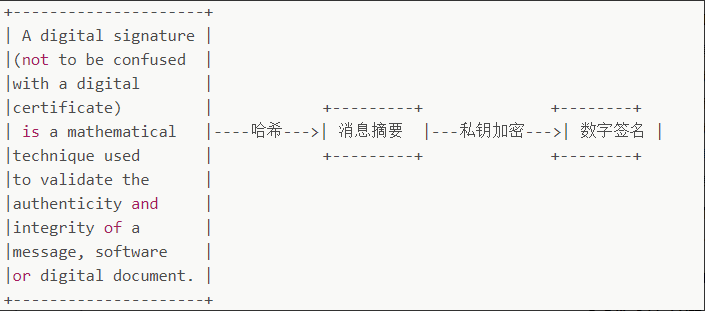 +---------------------+
| A digital signature |
|(not to be confused  |
|with a digital       |
|certificate)         |            +---------+              +--------+
| is a mathematical   |----哈希--->| 消息摘要  |---私钥加密--->| 数字签名 |
|technique used       |            +---------+              +--------+
|to validate the      |
|authenticity and     |
|integrity of a       |
|message, software    |
|or digital document. |
+---------------------+